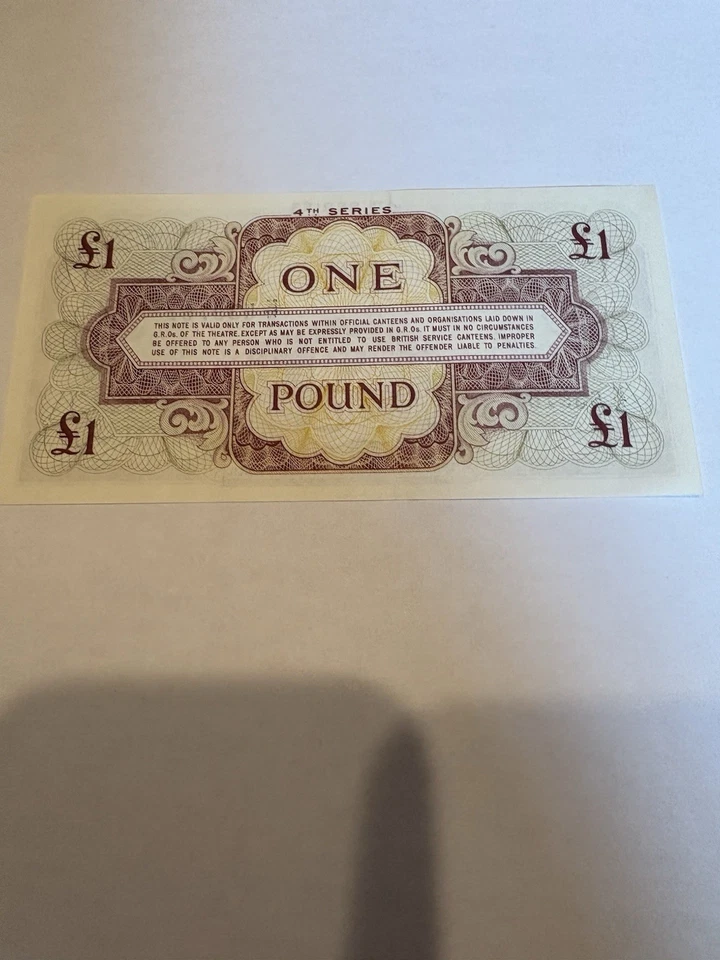 4TH SERIES
£1 £1
ONE
THIS NOTE IS VALID ONLY FOR TRANSACTIONS WITHIN OFFICIAL CANTEENS AND ORGANISATIONS LAID DOWN IN
G.R.Os. OF THE THEATRE. EXCEPT AS MAY BE EXPRESSLY PROVIDED IN G.R.Os. IT MUST IN NO CIRCUMSTANCES
BE OFFERED TO ANY PERSON WHO IS NOT ENTITLED TO USE BRITISH SERVICE CANTEENS. IMPROPER
USE OF THIS NOTE IS A DISCIPLINARY OFFENCE AND MAY RENDER THE OFFENDER LIABLE TO PENALTIES.
POUND
£1 £1